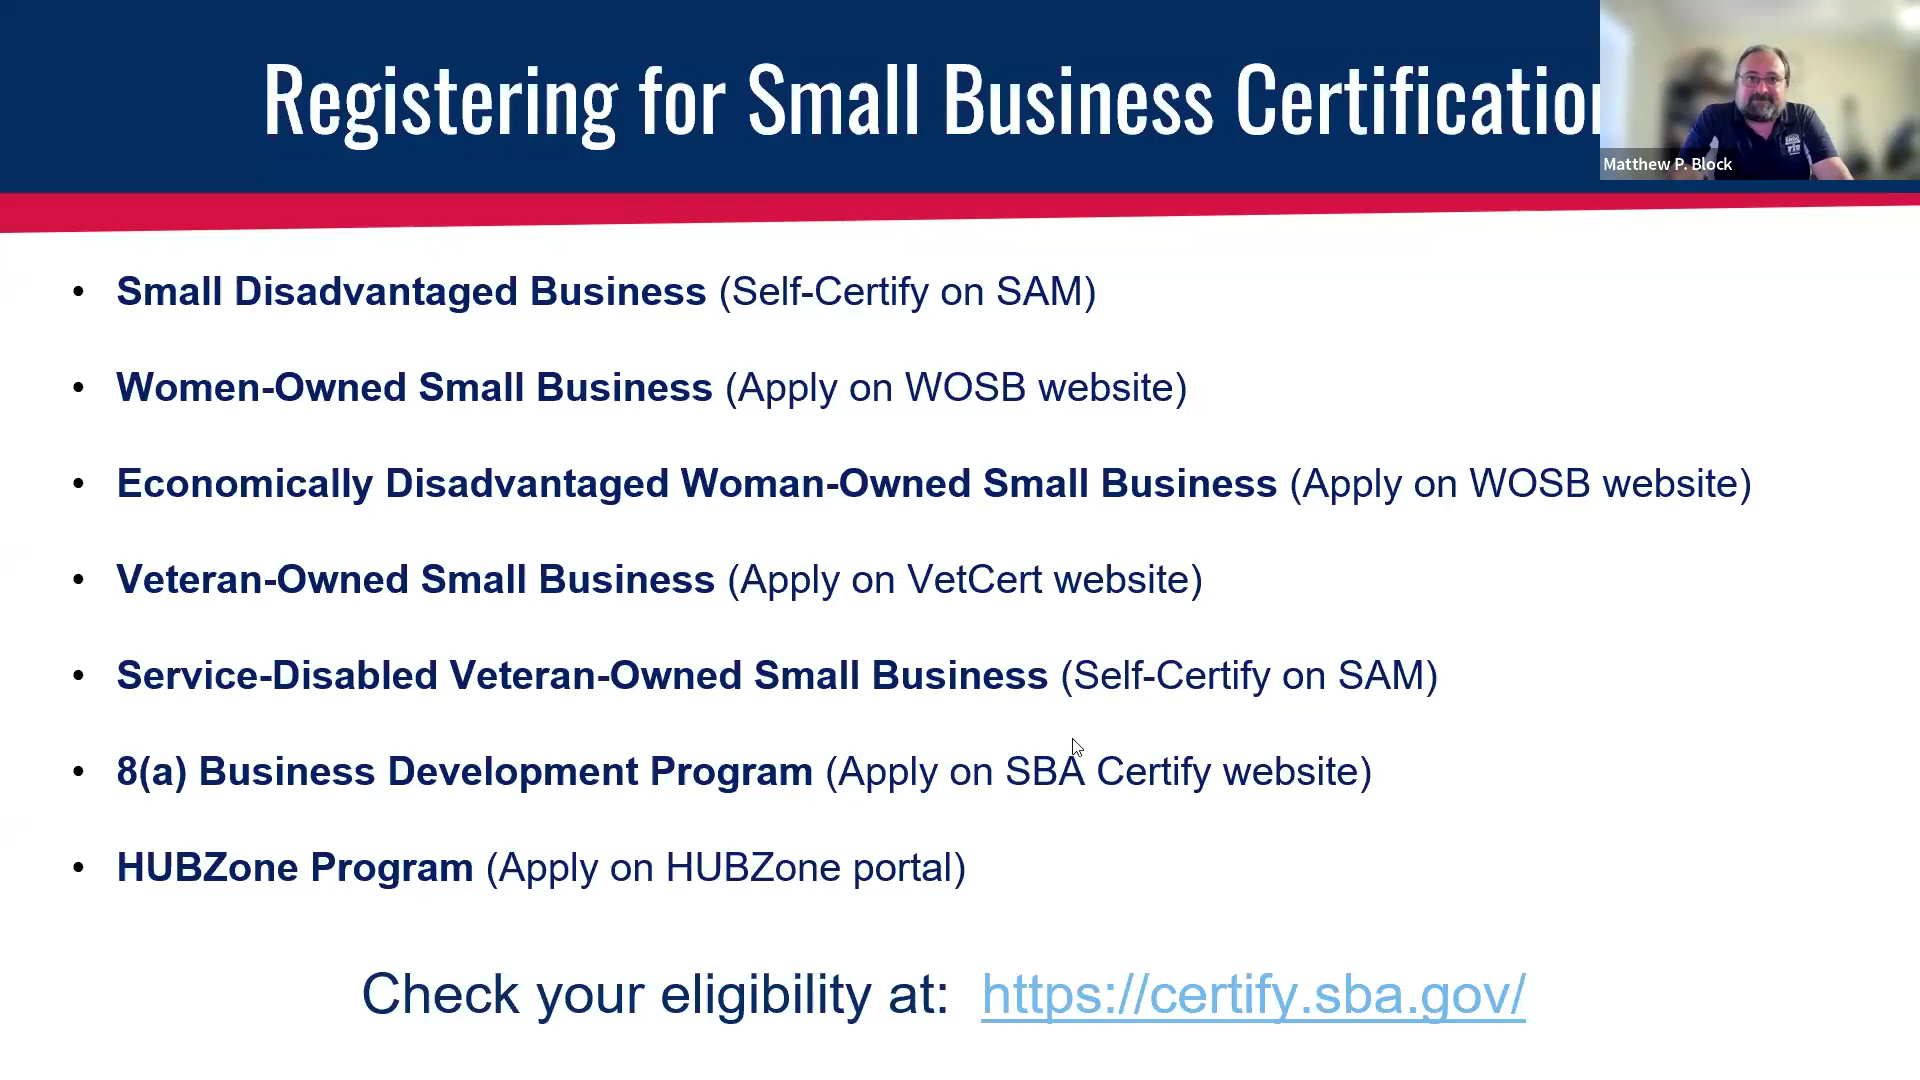 Registering for Small Business Certification
Matthew P. Block
• Small Disadvantaged Business (Self-Certify on SAM)
• Women-Owned Small Business (Apply on WOSB website)
• Economically Disadvantaged Woman-Owned Small Business (Apply on WOSB website)
• Veteran-Owned Small Business (Apply on VetCert website)
• Service-Disabled Veteran-Owned Small Business (Self-Certify on SAM)
• 8(a) Business Development Program (Apply on SBA Certify website)
• HUBZone Program (Apply on HUBZone portal)
Check your eligibility at: https://certify.sba.gov/